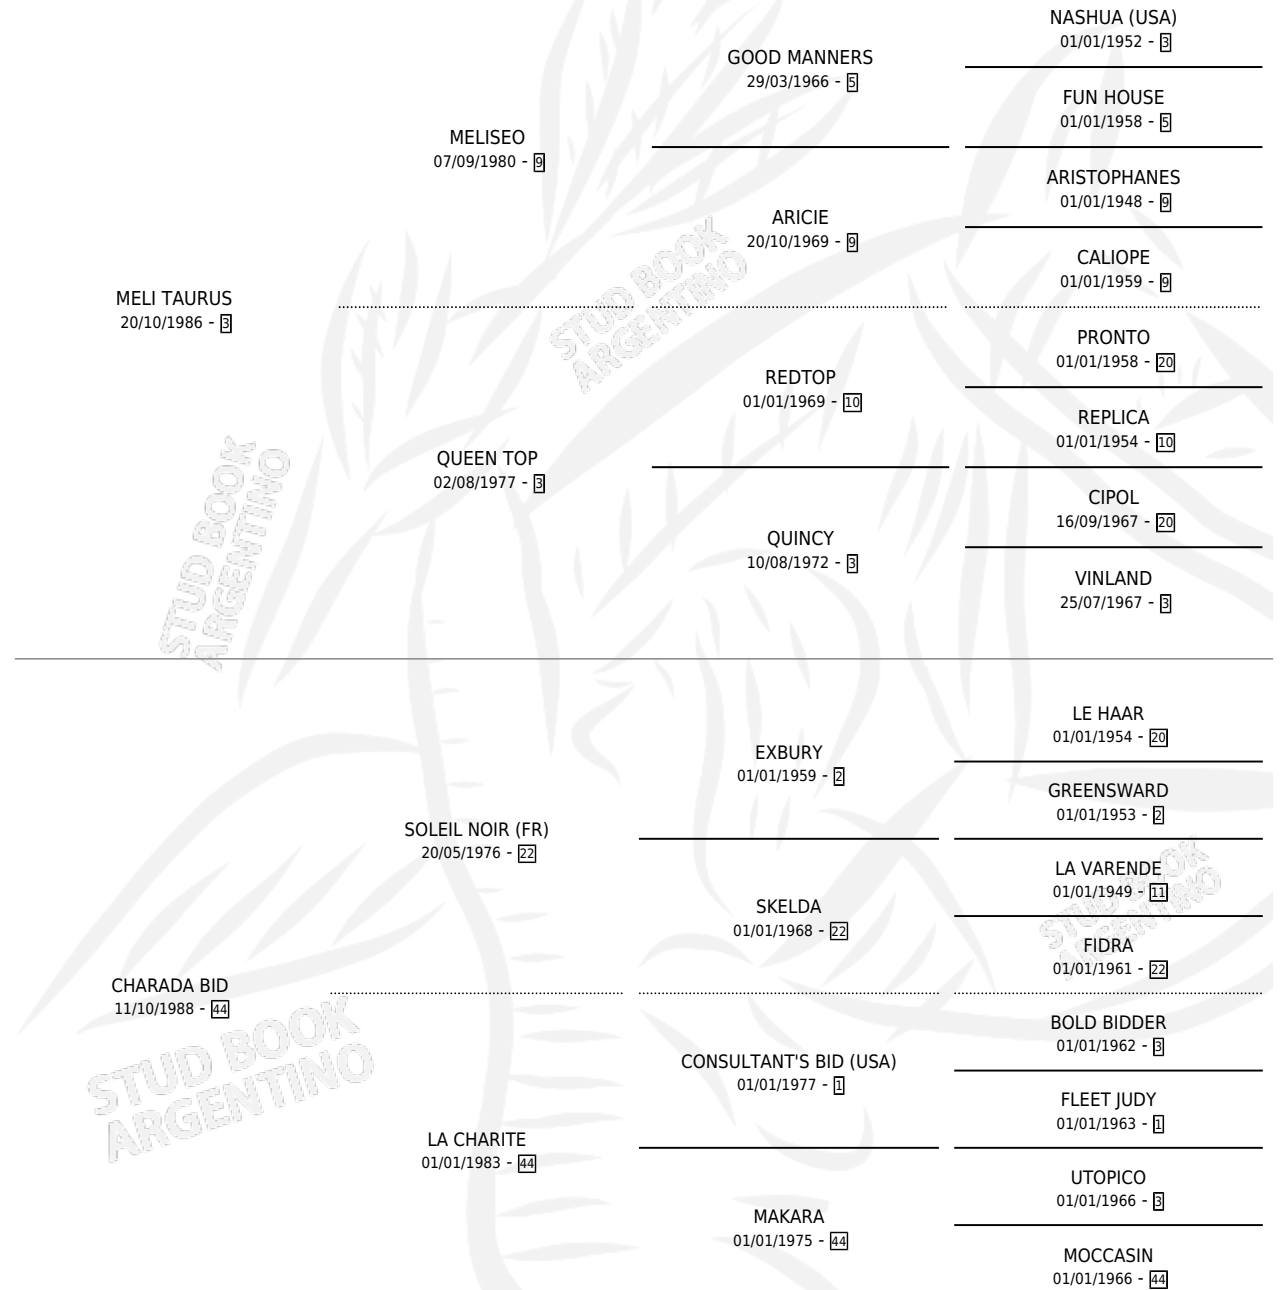 NASHUA (USA)
01/01/1952 - 3
GOOD MANNERS
29/03/1966 - 5
FUN HOUSE
01/01/1958 - 5
MELISEO
07/09/1980 - 9
ARISTOPHANES
01/01/1948 - 9
ARICIE
20/10/1969 - 9
CALIOPE
01/01/1959 - 9
MELI TAURUS
20/10/1986 - 3
PRONTO
01/01/1958 - 20
REDTOP
01/01/1969 - 10
REPLICA
01/01/1954 - 10
QUEEN TOP
02/08/1977 - 3
CIPOL
16/09/1967 - 20
QUINCY
10/08/1972 - 3
VINLAND
25/07/1967 - 3
STUD BOOK
ARGENTINO
STUD BOOK
ARGENTINO
LE HAAR
01/01/1954 - 20
EXBURY
01/01/1959 - 2
GREENSWARD
01/01/1953 - 2
SOLEIL NOIR (FR)
20/05/1976 - 22
LA VARENDE
01/01/1949 - 11
SKELDA
01/01/1968 - 22
FIDRA
01/01/1961 - 22
STUD BOOK
ARGENTINO
CHARADA BID
11/10/1988 - 44
BOLD BIDDER
01/01/1962 - 3
CONSULTANT'S BID (USA)
01/01/1977 - 1
FLEET JUDY
01/01/1963 - 1
STUD BOOK
ARGENTINO
LA CHARITE
01/01/1983 - 44
UTOPICO
01/01/1966 - 3
MAKARA
01/01/1975 - 44
MOCCASIN
01/01/1966 - 44